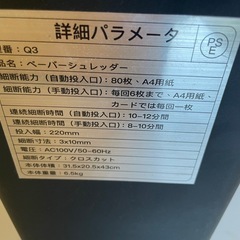 詳細パラメータ
PS
E
型番: Q3
品名: ペーパーシュレッダー
細断能力（自動投入口）: 80枚、A4用紙
細断能力（手動投入口）: 毎回6枚まで、A4用紙、
カードでは毎回一枚
連続細断時間（自動投入口）: 10-12分間
連続細断時間（手動投入口）: 8-10分間
投入幅: 220mm
細断寸法: 3x10mm
電圧: AC100V/50-60Hz
細断タイプ: クロスカット
本体体積: 31.5x20.5x43cm
本体重量: 6.5kg